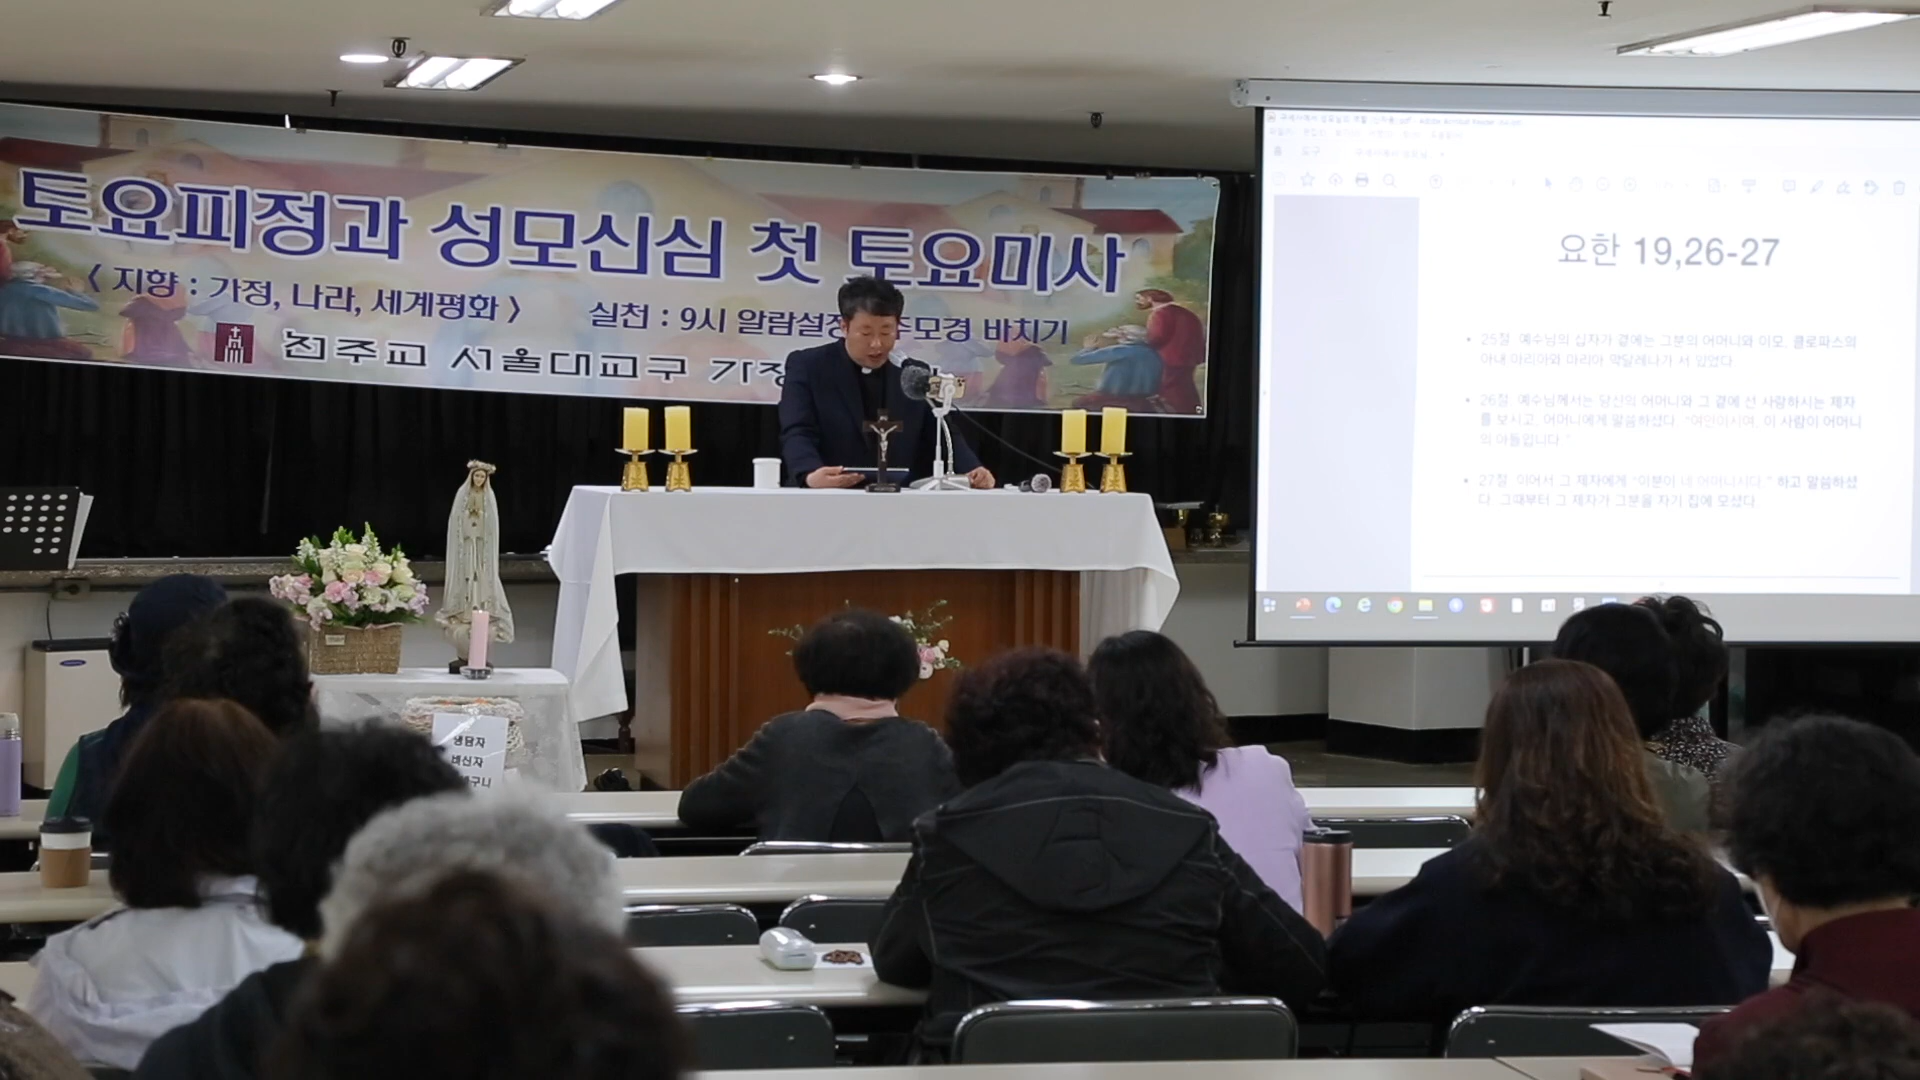 토요피정과 성모신심 첫 토요미사
〈 지향 : 가정, 나라, 세계평화 〉 실천 : 9시 알람설정 주모경 바치기
천주교 서울대교구
요한 19,26-27
25절 예수님의 십자가 곁에는 그분의 어머니와 이모, 클로파스의
아내 마리아와 마리아 막달레나가 서 있었다.
26절 예수님께서는 당신의 어머니와 그 곁에 선 사랑하시는 제자
를 보시고, 어머니에게 말씀하셨다. “여인이시여, 이 사람이 어머니
의 아들입니다.”
27절 이어서 그 제자에게 “이분이 네 어머니시다.” 하고 말씀하셨
다. 그때부터 그 제자가 그분을 자기 집에 모셨다.
냉담자